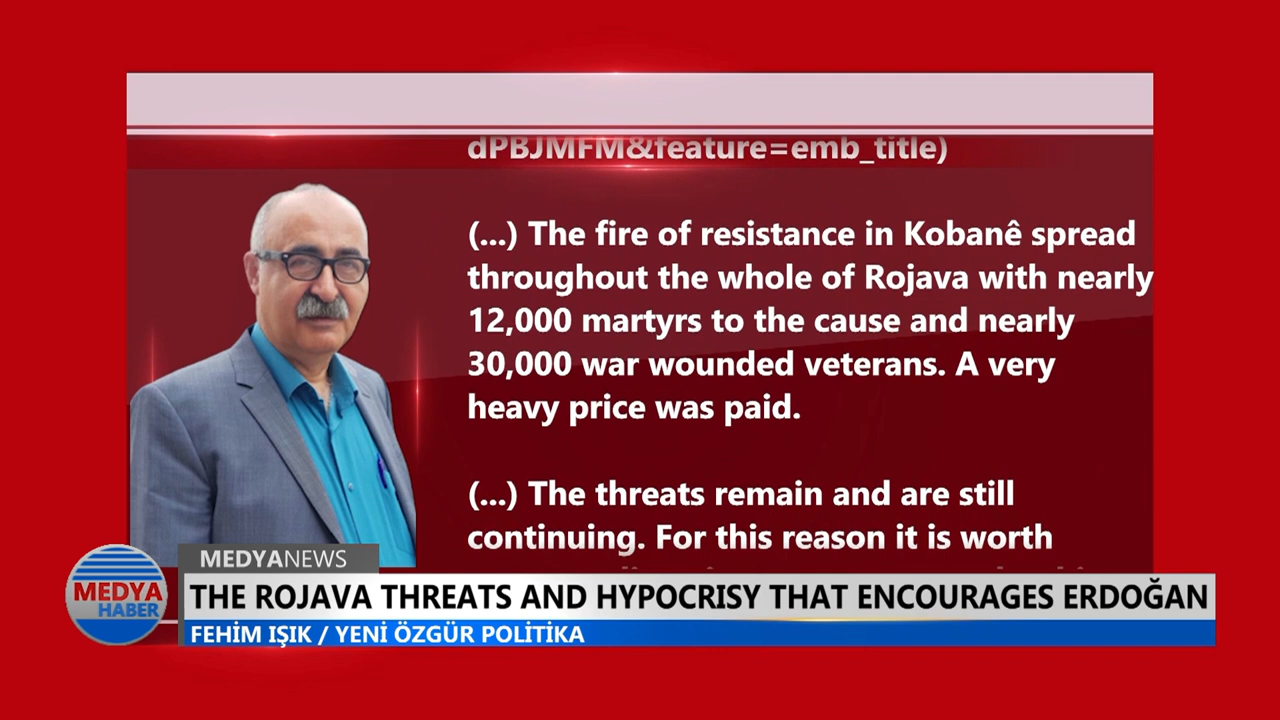 dPBJMFM&feature=emb_title)
(...) The fire of resistance in Kobanê spread
throughout the whole of Rojava with nearly
12,000 martyrs to the cause and nearly
30,000 war wounded veterans. A very
heavy price was paid.
(...) The threats remain and are still
continuing. For this reason it is worth
MEDYANEWS
MEDYA
HABER
THE ROJAVA THREATS AND HYPOCRISY THAT ENCOURAGES ERDOĞAN
FEHİM IŞIK / YENİ ÖZGÜR POLİTİKA